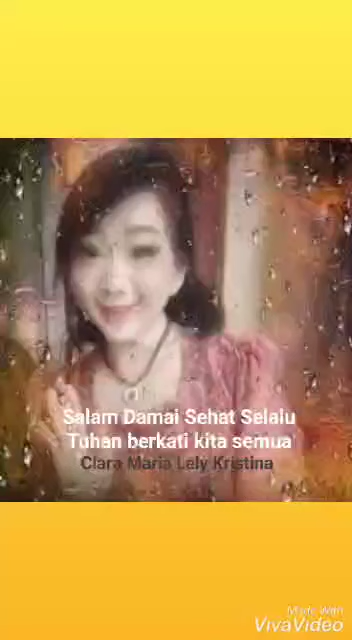 Salam Damai Sehat Selalu
Tuhan berkati kita semua
Clara Maria Lely Kristina
Made With
VivaVideo